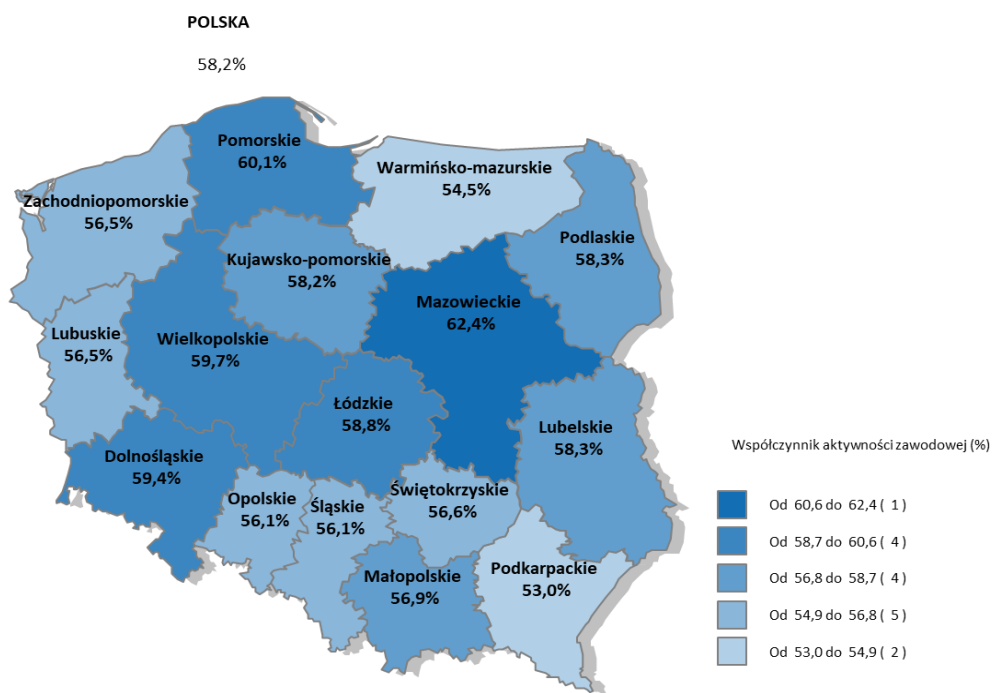 POLSKA
58,2%
Pomorskie
60,1%
Warmińsko-mazurskie
54,5%
Zachodniopomorskie
56,5%
Podlaskie
58,3%
Kujawsko-pomorskie
58,2%
Mazowieckie
62,4%
Lubuskie
56,5%
Wielkopolskie
59,7%
Łódzkie
58,8%
Lubelskie
58,3%
Dolnośląskie
59,4%
Opolskie
56,1%
Śląskie
56,1%
Świętokrzyskie
56,6%
Małopolskie
56,9%
Podkarpackie
53,0%
Współczynnik aktywności zawodowej (%)
Od 60,6 do 62,4 ( 1 )
Od 58,7 do 60,6 ( 4 )
Od 56,8 do 58,7 ( 4 )
Od 54,9 do 56,8 ( 5 )
Od 53,0 do 54,9 ( 2 )